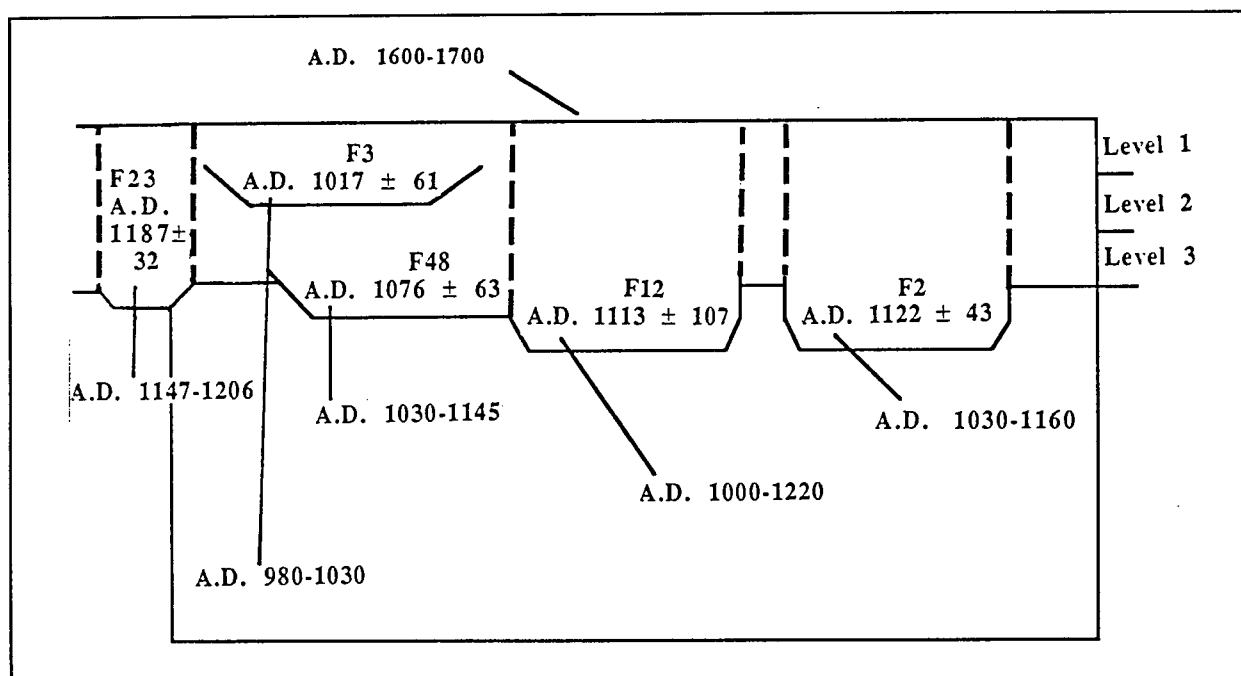 A.D. 1600-1700
Level 1
Level 2
Level 3
F3
A.D. 1017 ± 61
F23
A.D.
1187±
32
F48
A.D. 1076 ± 63
F12
A.D. 1113 ± 107
F2
A.D. 1122 ± 43
A.D. 1147-1206
A.D. 1030-1145
A.D. 1030-1160
A.D. 1000-1220
A.D. 980-1030